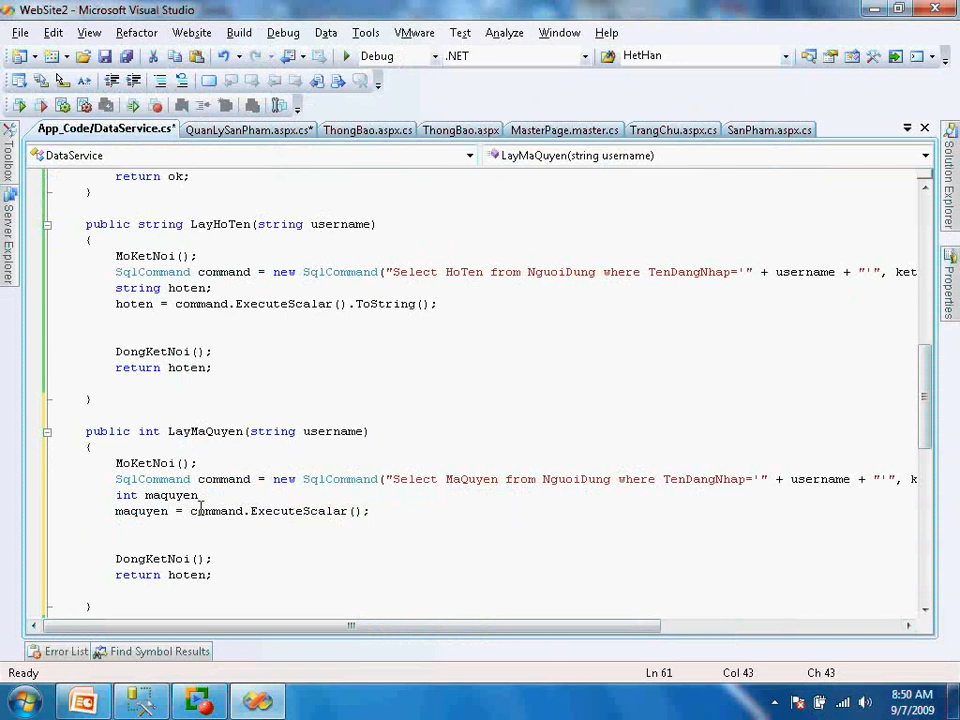 WebSite2 - Microsoft Visual Studio
File Edit View Refactor Website Build Debug Data Tools VMware Test Analyze Window Help
Debug .NET HetHan
App_Code/DataService.cs* QuanLySanPham.aspx.cs* ThongBao.aspx.cs ThongBao.aspx MasterPage.master.cs TrangChu.aspx.cs SanPham.aspx.cs
DataService LayMaQuyen(string username)
Toolbox
Server Explorer
Solution Explorer
Properties
return ok;
}
public string LayHoTen(string username)
{
MoKetNoi();
SqlCommand command = new SqlCommand("Select HoTen from NguoiDung where TenDangNhap='" + username + "'", ket
string hoten;
hoten = command.ExecuteScalar().ToString();
DongKetNoi();
return hoten;
}
public int LayMaQuyen(string username)
{
MoKetNoi();
SqlCommand command = new SqlCommand("Select MaQuyen from NguoiDung where TenDangNhap='" + username + "'", k
int maquyen
maquyen = command.ExecuteScalar();
DongKetNoi();
return hoten;
}
Error List Find Symbol Results
Ready Ln 61 Col 43 Ch 43
8:50 AM
9/7/2009